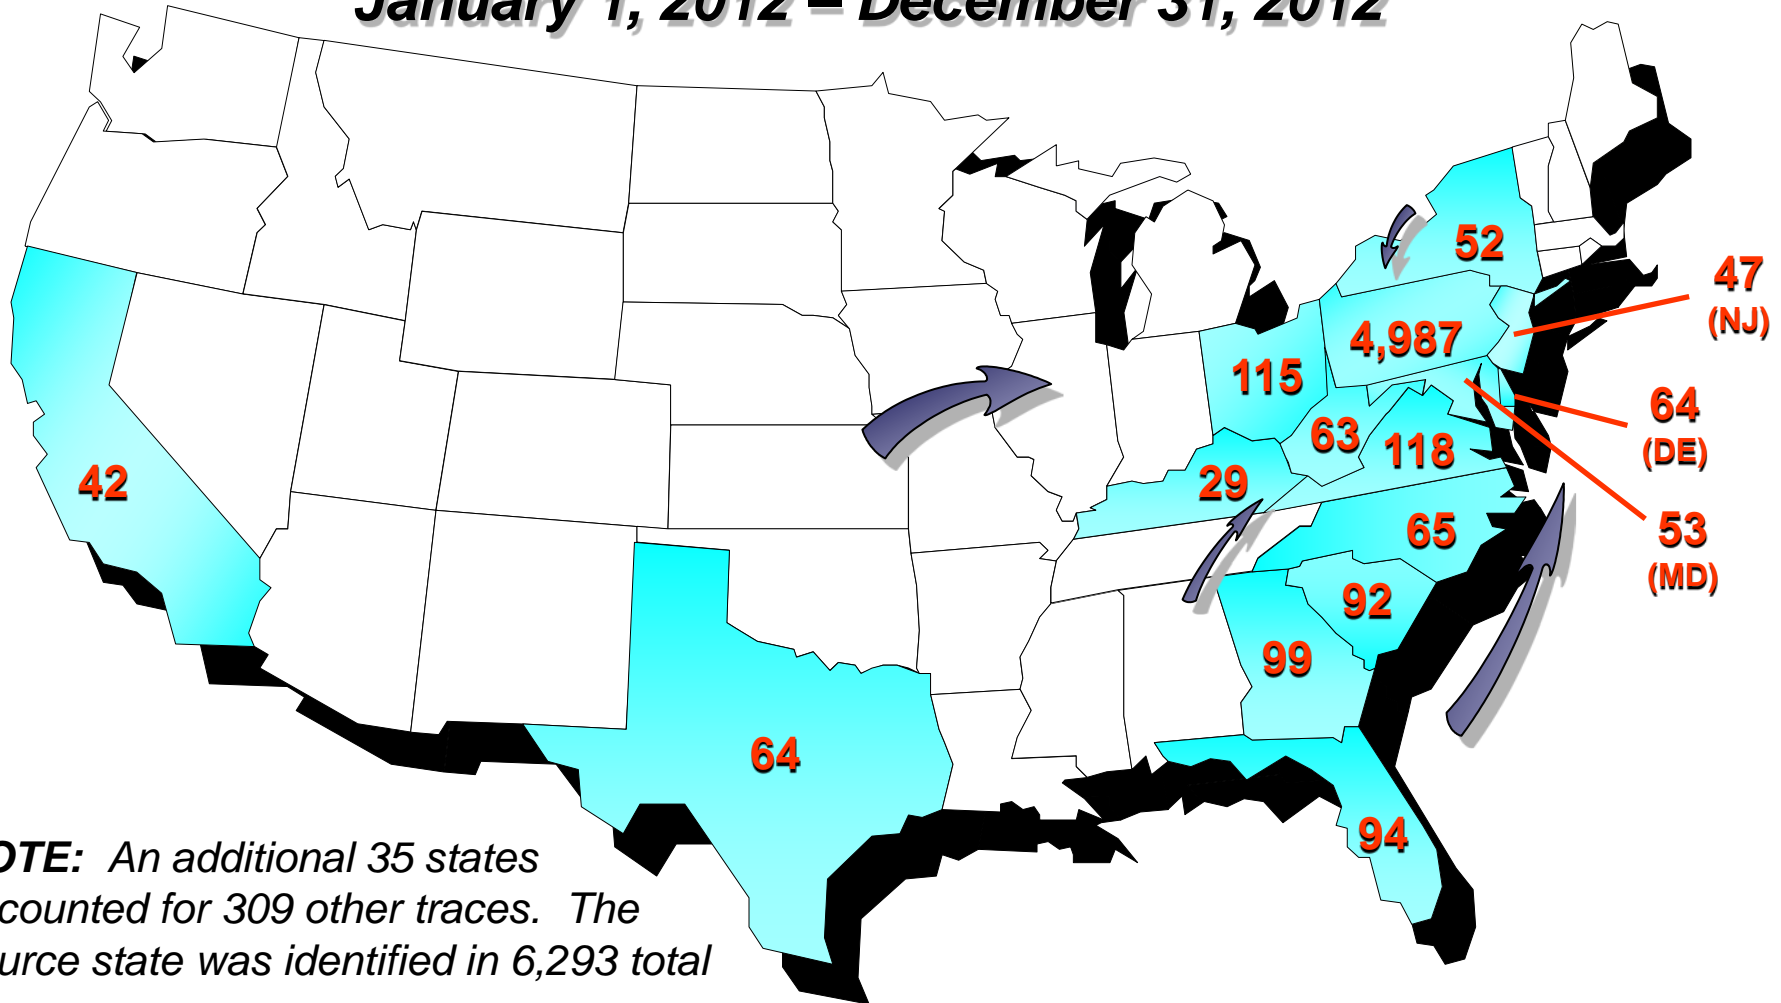 January 1, 2012 – December 31, 2012
52
47
(NJ)
4,987
115
64
(DE)
63
118
29
42
53
(MD)
65
92
99
64
94
OTE: An additional 35 states
counted for 309 other traces. The
urce state was identified in 6,293 total